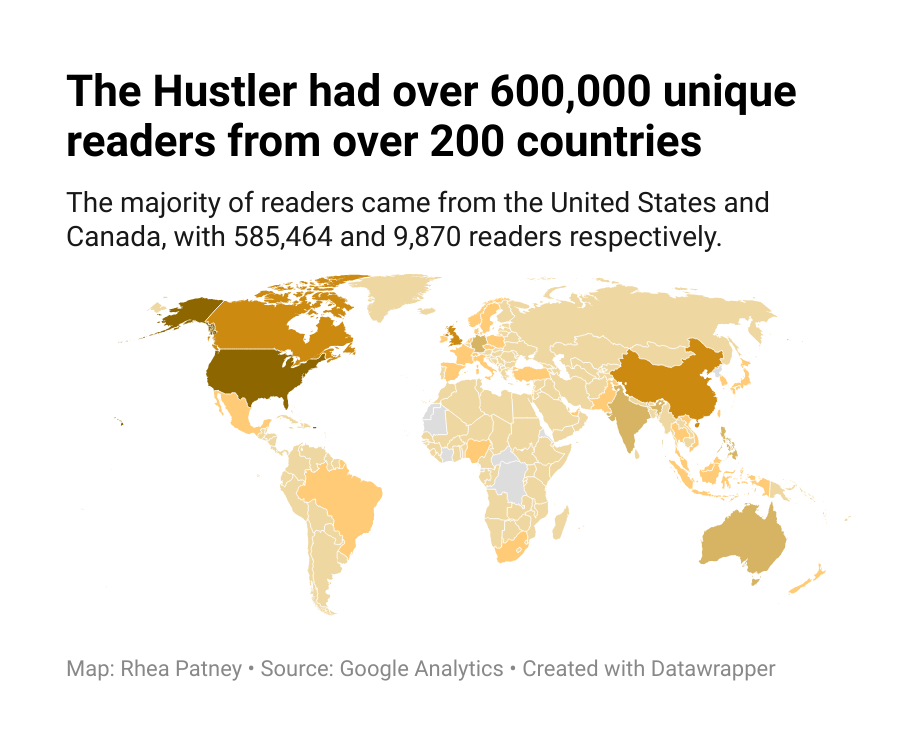 The Hustler had over 600,000 unique
readers from over 200 countries
The majority of readers came from the United States and
Canada, with 585,464 and 9,870 readers respectively.
Map: Rhea Patney • Source: Google Analytics • Created with Datawrapper